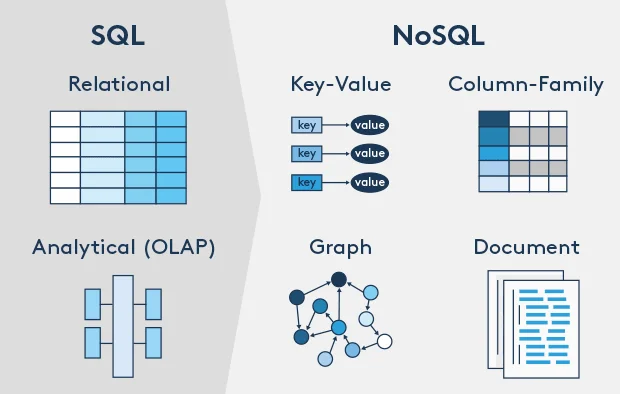 SQL
NoSQL
Relational
Key-Value
Column-Family
key value
key value
key value
Analytical (OLAP)
Graph
Document